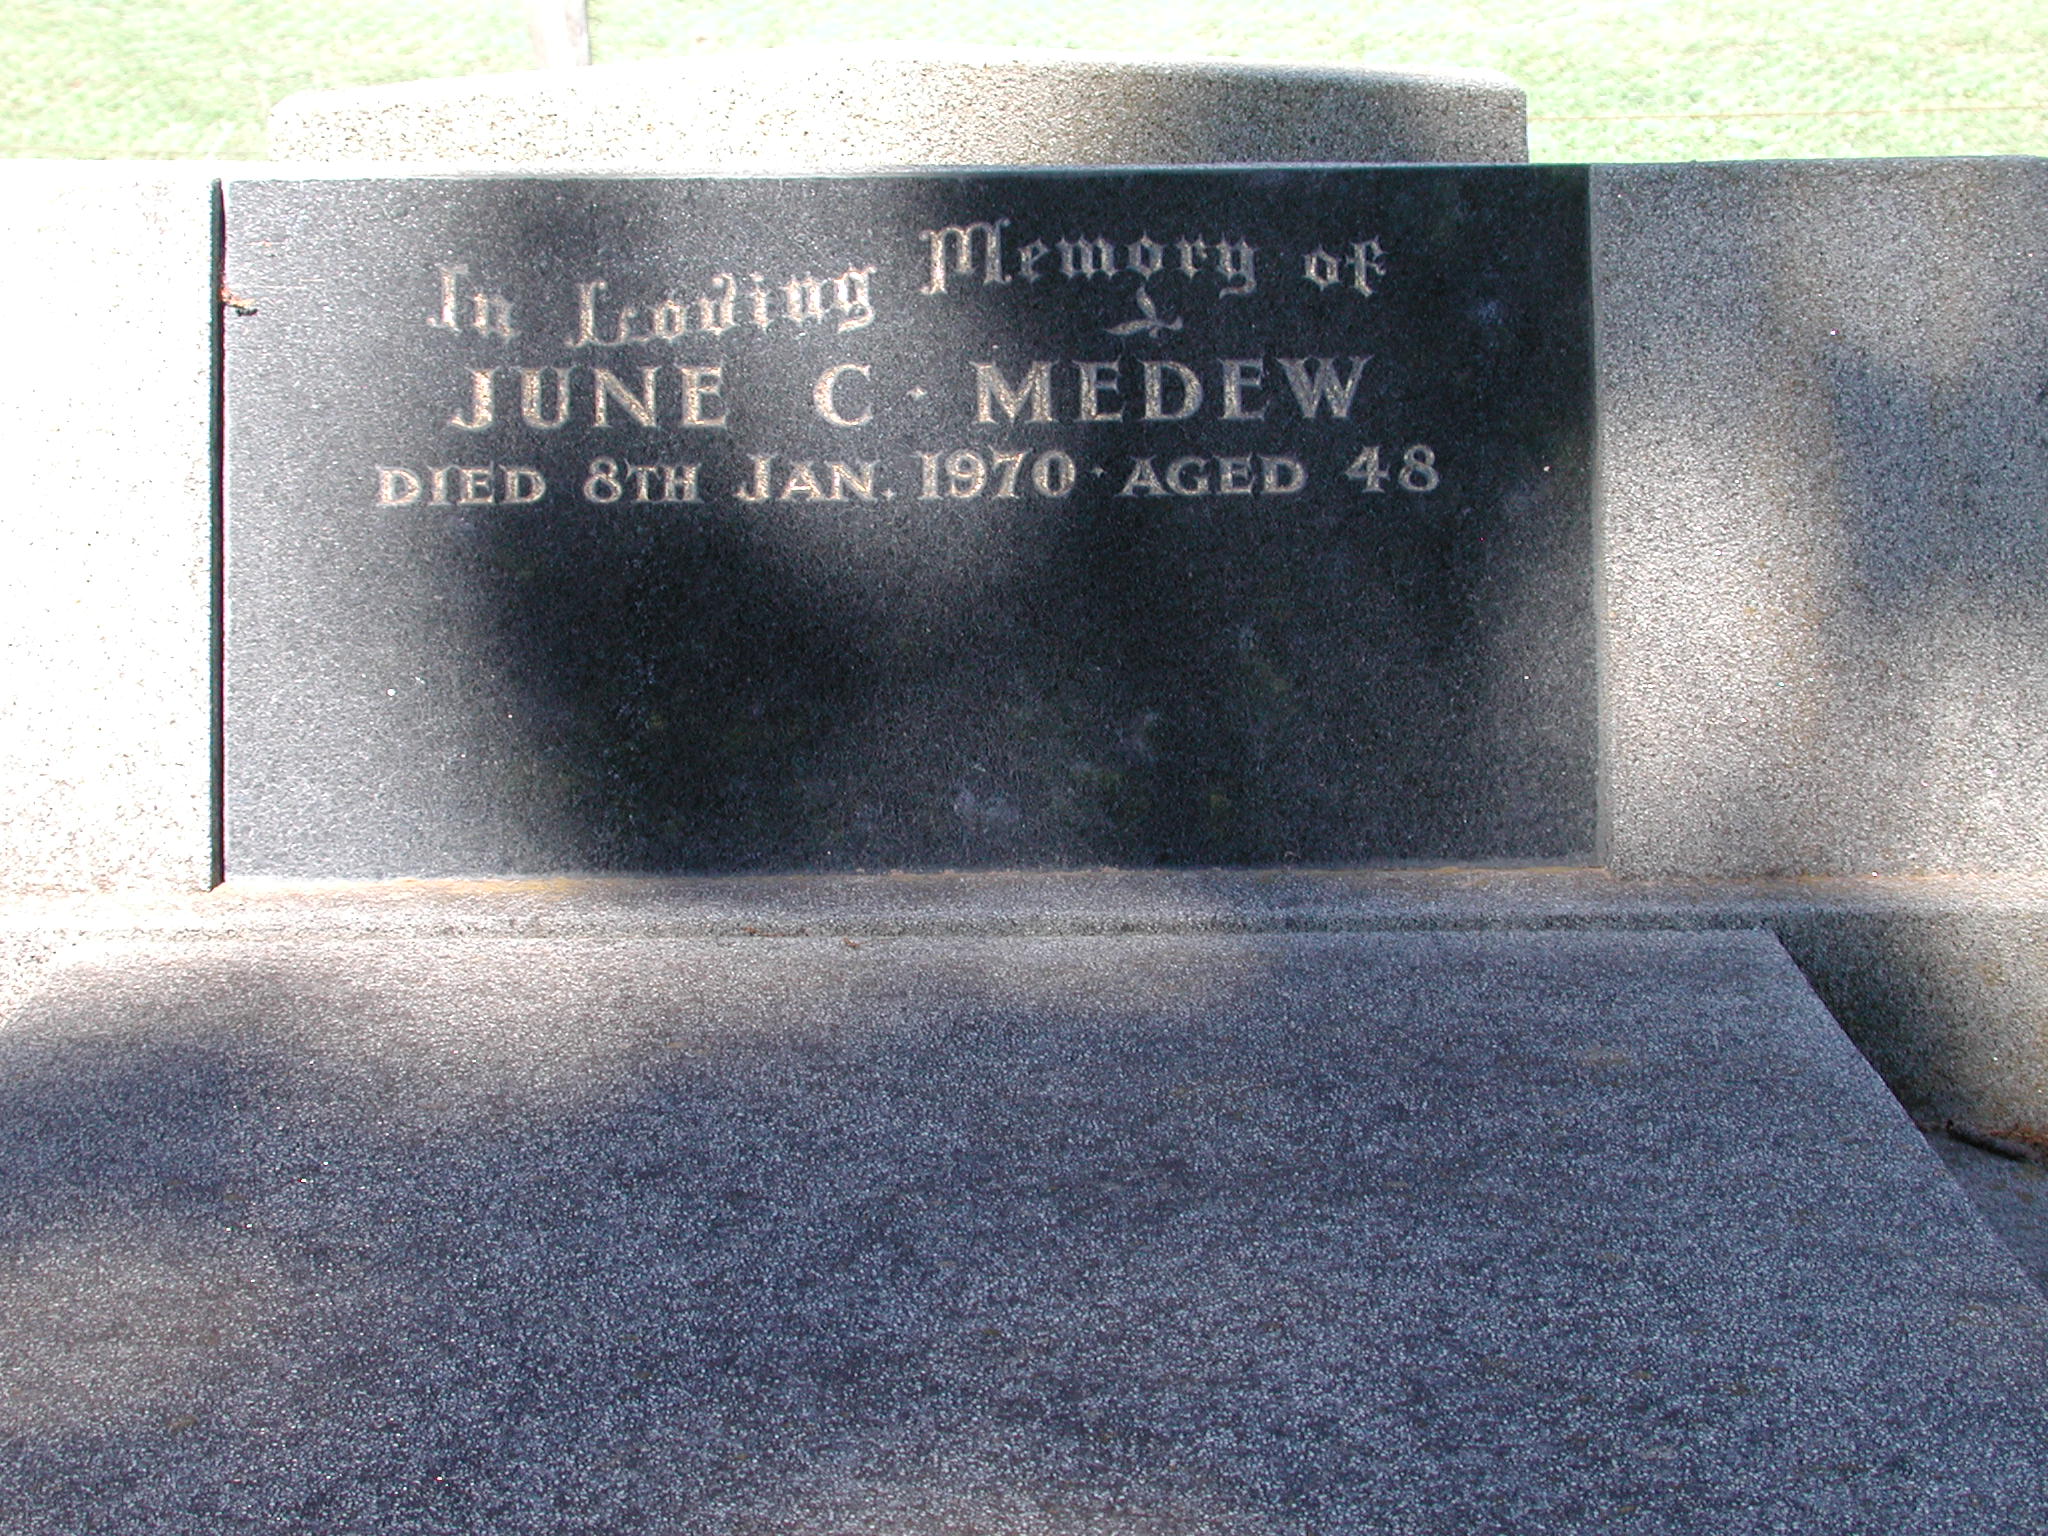 In Loving Memory of
JUNE C · MEDEW
DIED 8TH JAN. 1970 · AGED 48